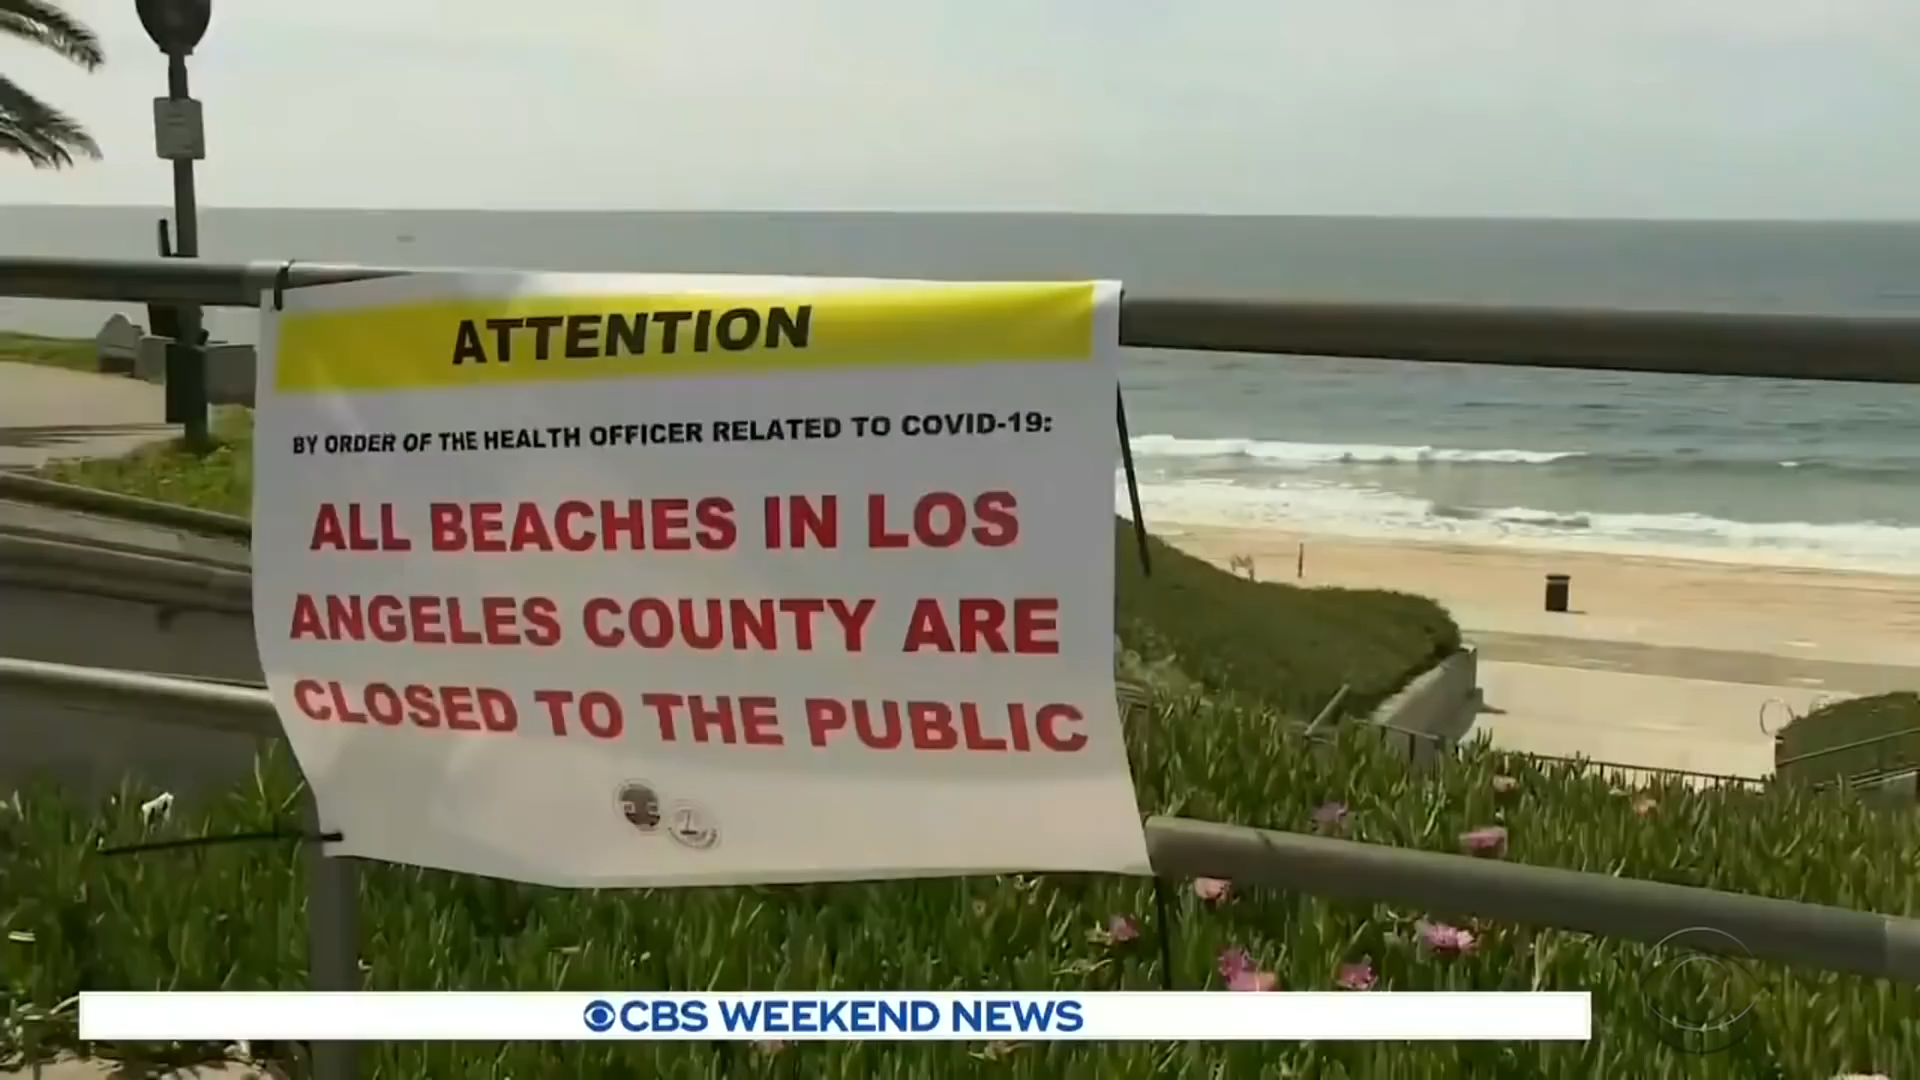 ATTENTION
BY ORDER OF THE HEALTH OFFICER RELATED TO COVID-19:
ALL BEACHES IN LOS
ANGELES COUNTY ARE
CLOSED TO THE PUBLIC
CBS WEEKEND NEWS